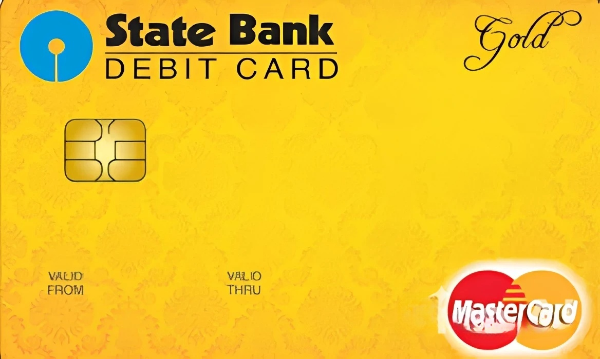 State Bank
DEBIT CARD
Gold
VALID
FROM
VALID
THRU
MasterCard